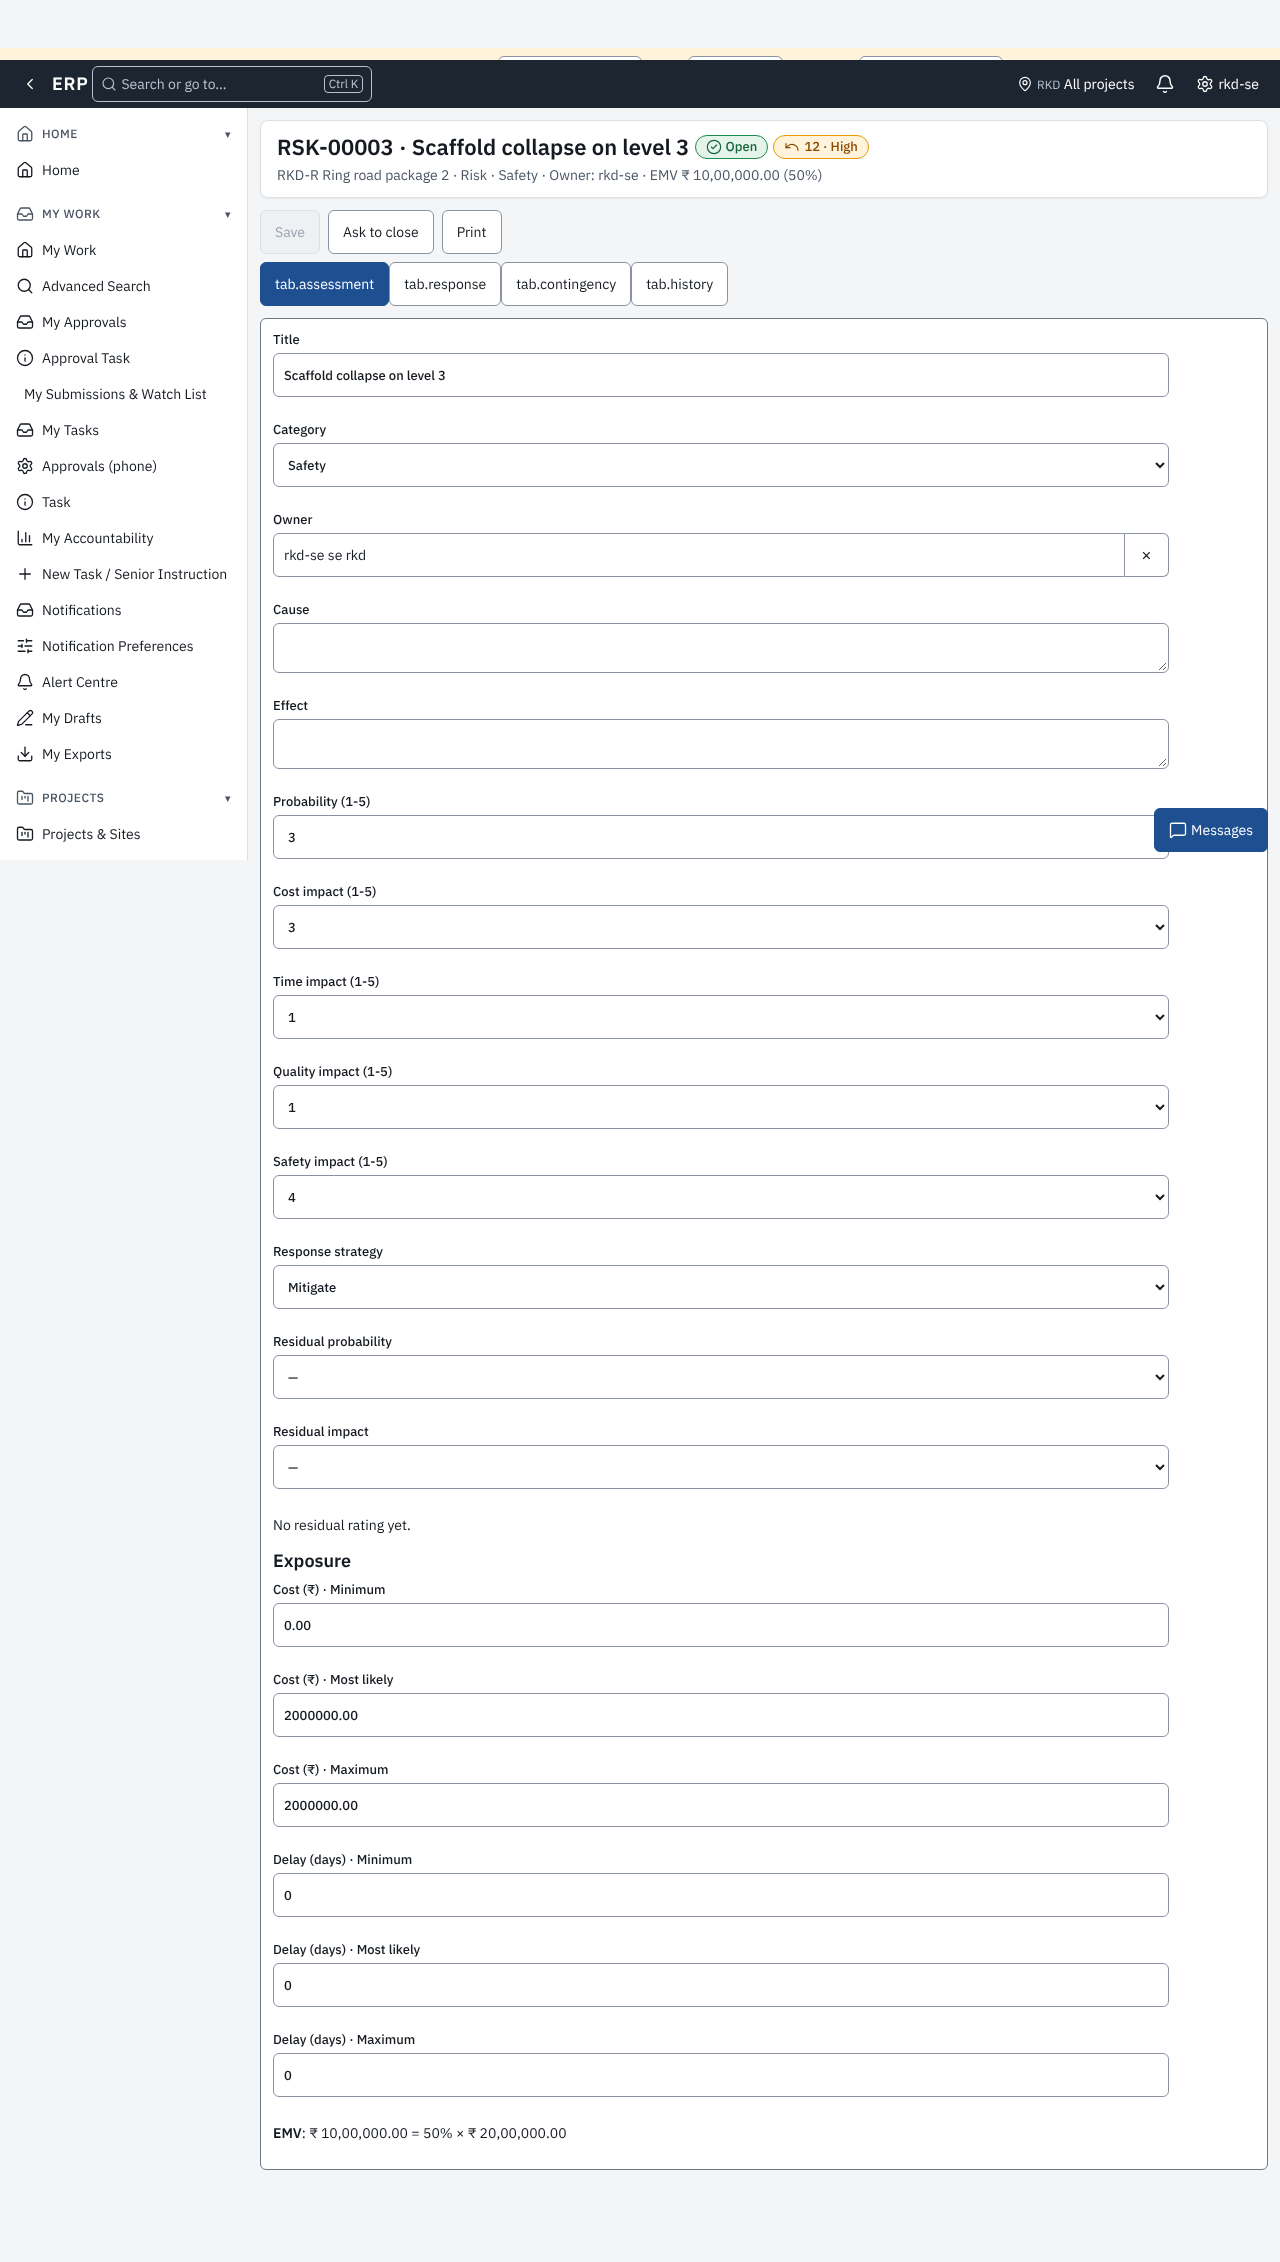 ERP
Search or go to...
Ctrl K
RKD All projects
rkd-se
HOME
Home
MY WORK
My Work
Advanced Search
My Approvals
Approval Task
My Submissions & Watch List
My Tasks
Approvals (phone)
Task
My Accountability
New Task / Senior Instruction
Notifications
Notification Preferences
Alert Centre
My Drafts
My Exports
PROJECTS
Projects & Sites
RSK-00003 · Scaffold collapse on level 3
Open
12 · High
RKD-R Ring road package 2 · Risk · Safety · Owner: rkd-se · EMV ₹ 10,00,000.00 (50%)
Save
Ask to close
Print
tab.assessment
tab.response
tab.contingency
tab.history
Title
Scaffold collapse on level 3
Category
Safety
Owner
rkd-se se rkd
×
Cause
Effect
Probability (1-5)
3
Messages
Cost impact (1-5)
3
Time impact (1-5)
1
Quality impact (1-5)
1
Safety impact (1-5)
4
Response strategy
Mitigate
Residual probability
—
Residual impact
—
No residual rating yet.
Exposure
Cost (₹) · Minimum
0.00
Cost (₹) · Most likely
2000000.00
Cost (₹) · Maximum
2000000.00
Delay (days) · Minimum
0
Delay (days) · Most likely
0
Delay (days) · Maximum
0
EMV: ₹ 10,00,000.00 = 50% × ₹ 20,00,000.00